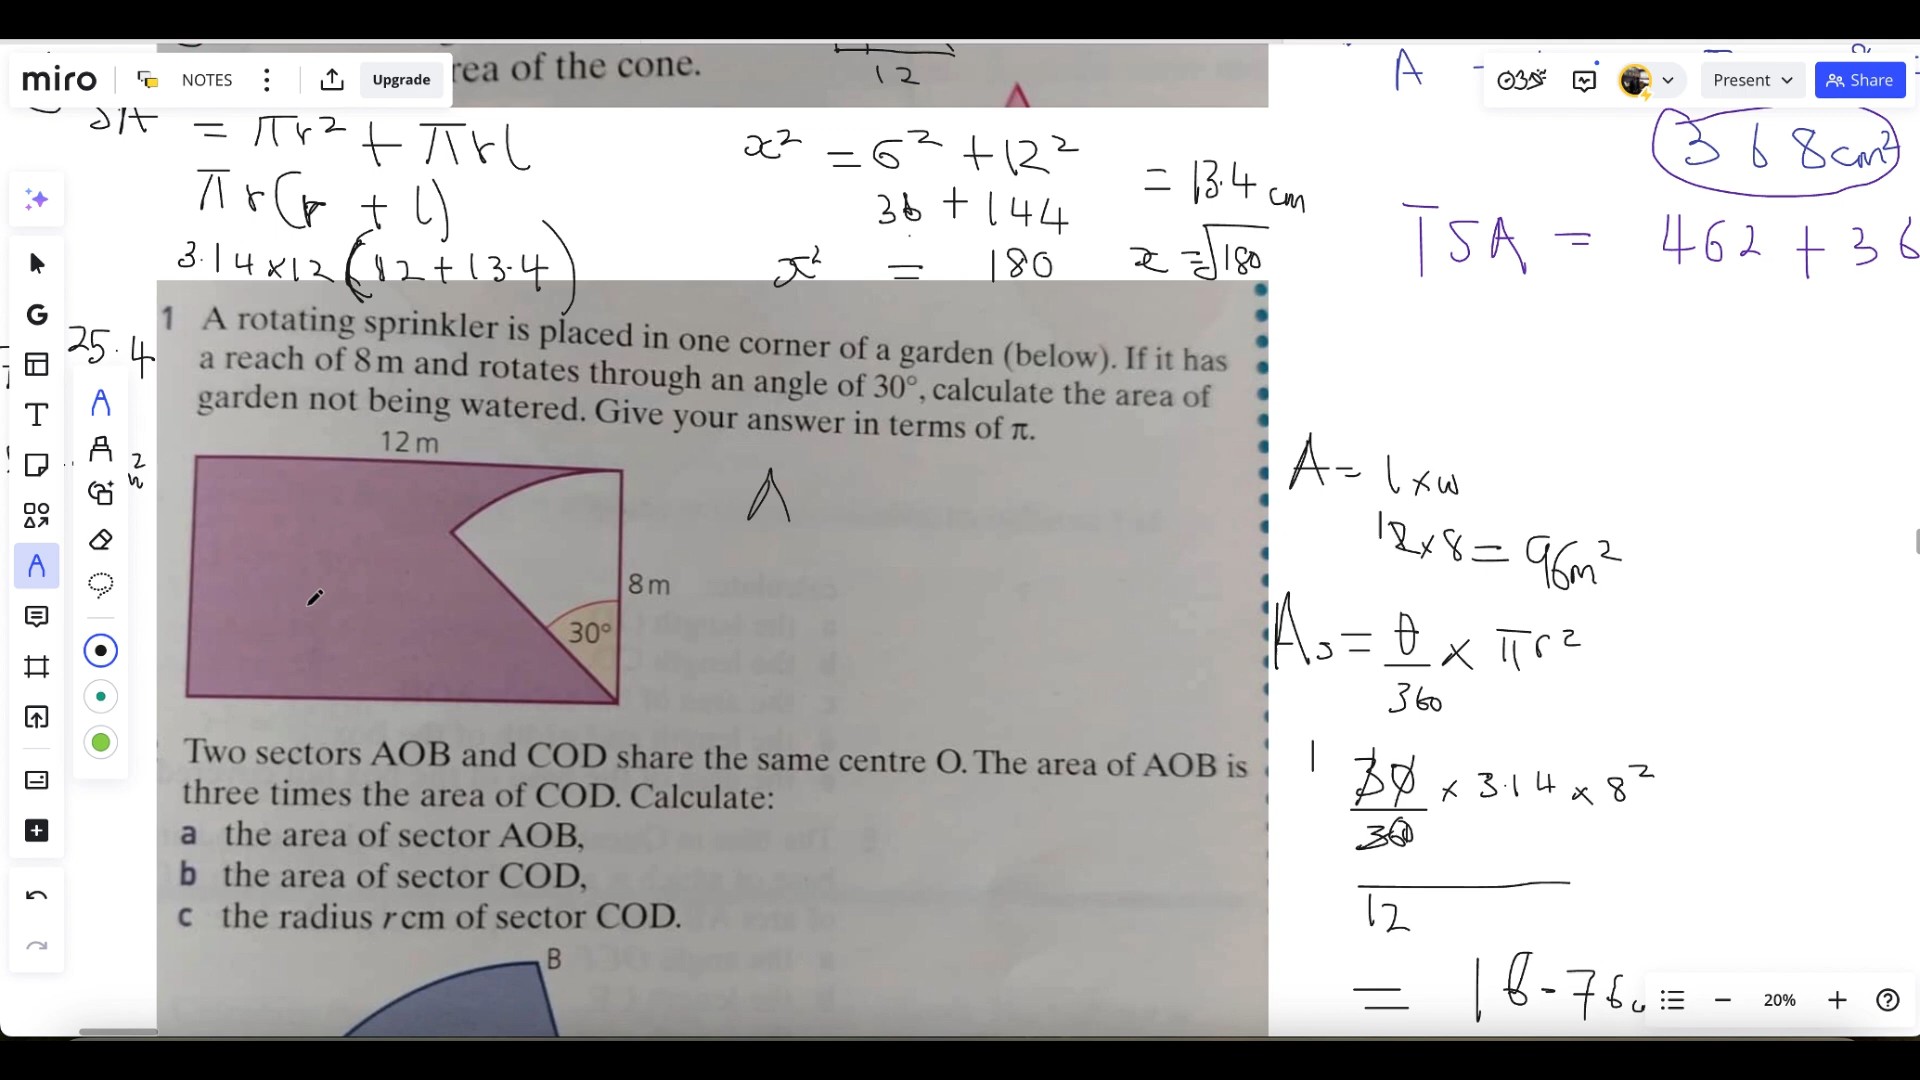 miro NOTES Upgrade
rea of the cone.
12
A
Present Share
SA = πr² + πrl
πr(r + l)
3.14×12(12+13.4)
x² = 6² + 12²
36 + 144
x² = 180
= 13.4 cm
x = √180
368cm²
TSA = 462 + 36
25.4
1 A rotating sprinkler is placed in one corner of a garden (below). If it has
a reach of 8 m and rotates through an angle of 30°, calculate the area of
garden not being watered. Give your answer in terms of π.
12 m
8 m
30°
A = l×w
12×8 = 96m²
As = θ/360 × πr²
1 30/360 × 3.14 × 8²
12
= 16.76
Two sectors AOB and COD share the same centre O. The area of AOB is
three times the area of COD. Calculate:
a the area of sector AOB,
b the area of sector COD,
c the radius r cm of sector COD.
B
20%